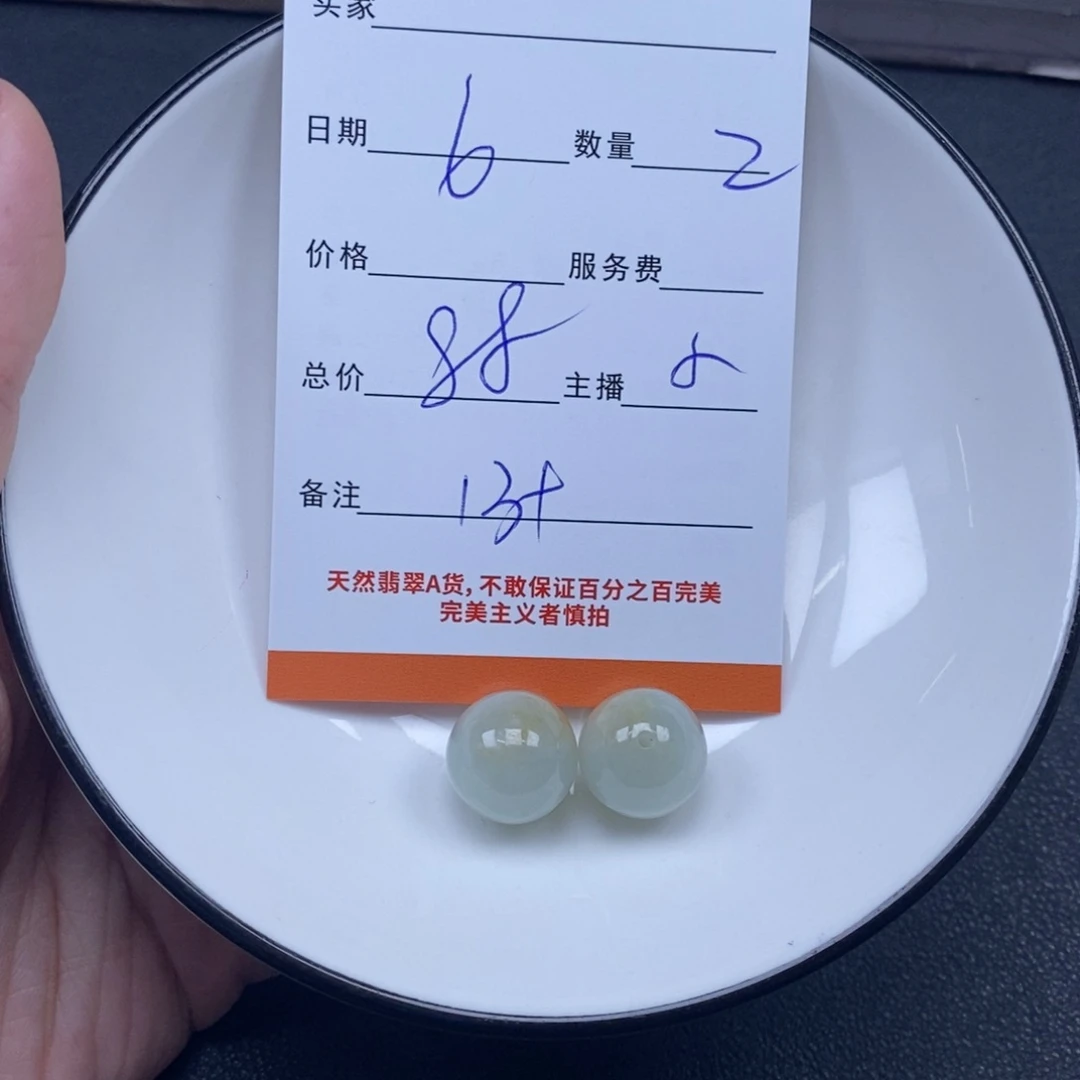 买家
日期 6 数量 2
价格 服务费
总价 88 主播
备注 13+
天然翡翠A货,不敢保证百分之百完美
完美主义者慎拍